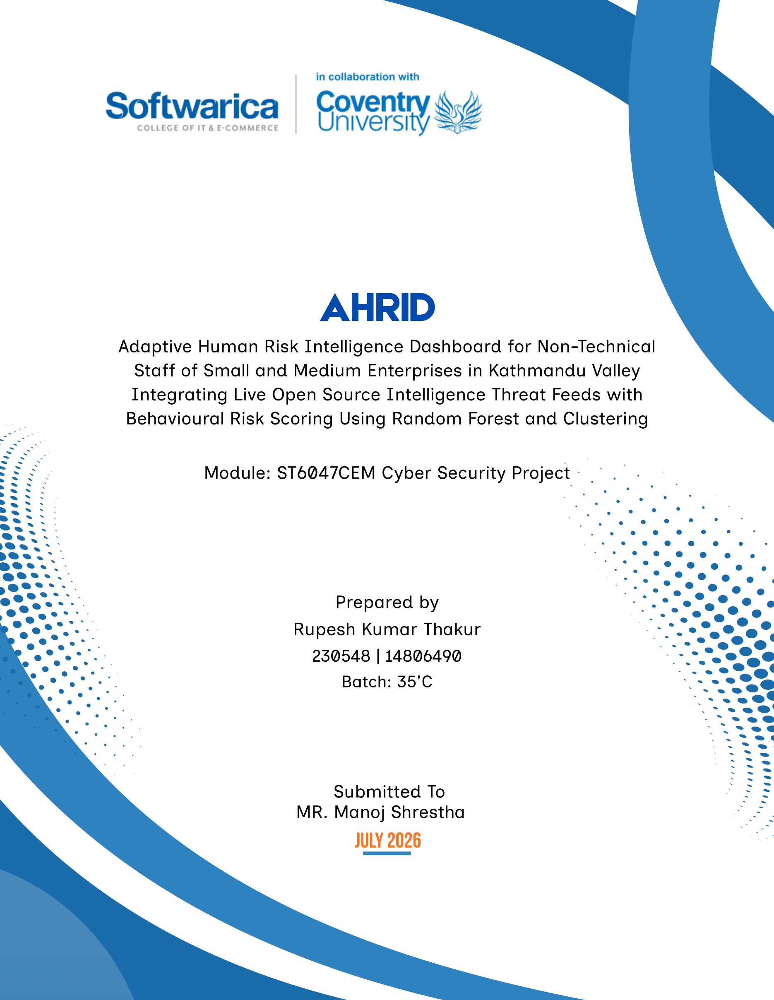 in collaboration with
Softwarica
COLLEGE OF IT & E-COMMERCE
Coventry
University
AHRID
Adaptive Human Risk Intelligence Dashboard for Non-Technical
Staff of Small and Medium Enterprises in Kathmandu Valley
Integrating Live Open Source Intelligence Threat Feeds with
Behavioural Risk Scoring Using Random Forest and Clustering
Module: ST6047CEM Cyber Security Project
Prepared by
Rupesh Kumar Thakur
230548 | 14806490
Batch: 35'C
Submitted To
MR. Manoj Shrestha
JULY 2026